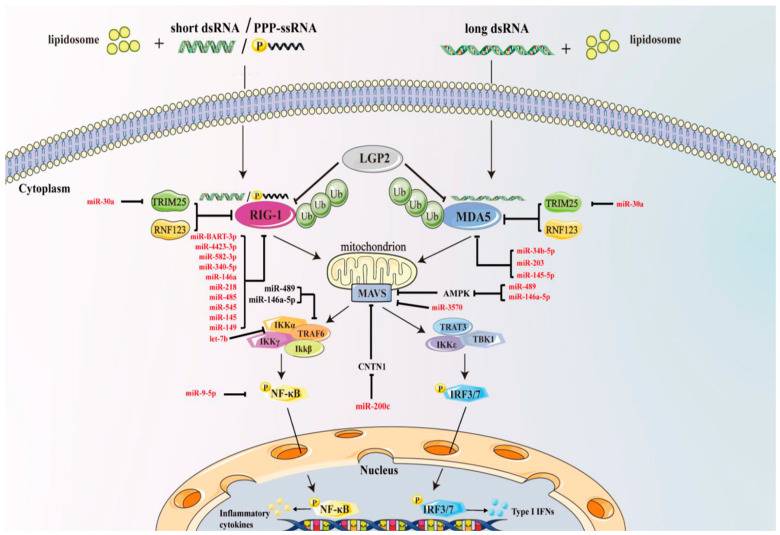 lipidosome + short dsRNA / PPP-ssRNA
/ P
long dsRNA + lipidosome
Cytoplasm
LGP2
miR-30a
TRIM25
RNF123
/ P
RIG-1
Ub
Ub
Ub
Ub
Ub
Ub
MDA5
TRIM25
RNF123
miR-30a
miR-BART-3p
miR-4423-3p
miR-582-3p
miR-340-5p
miR-146a
miR-218
miR-485
miR-545
miR-145
miR-149
let-7b
miR-34b-5p
miR-203
miR-145-5p
mitochondrion
MAVS
miR-489
miR-146a-5p
AMPK
miR-489
miR-146a-5p
miR-3570
IKKα
TRAF6
IKKγ
Ikkβ
TRAT3
IKKε
TBK1
CNTN1
miR-200c
miR-9-5p
P
NF-κB
P
IRF3/7
Nucleus
Inflammatory
cytokines
P
NF-κB
P
IRF3/7
Type I IFNs